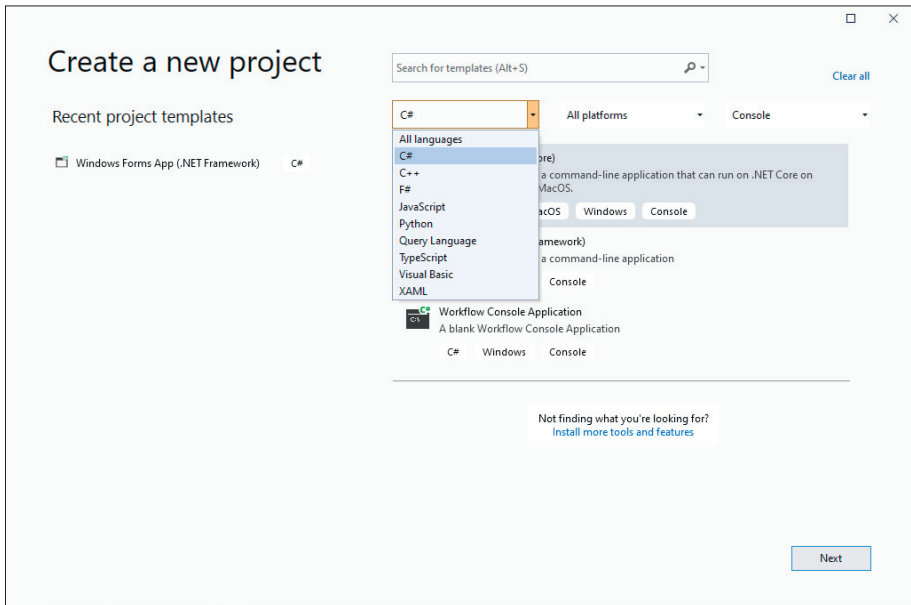 Create a new project
Search for templates (Alt+S)
Clear all
Recent project templates
C#
All platforms
Console
Windows Forms App (.NET Framework) C#
All languages
C#
C++
F#
JavaScript
Python
Query Language
TypeScript
Visual Basic
XAML
ore)
a command-line application that can run on .NET Core on
MacOS.
acOS Windows Console
amework)
a command-line application
Console
C#
C:\
Workflow Console Application
A blank Workflow Console Application
C# Windows Console
Not finding what you're looking for?
Install more tools and features
Next